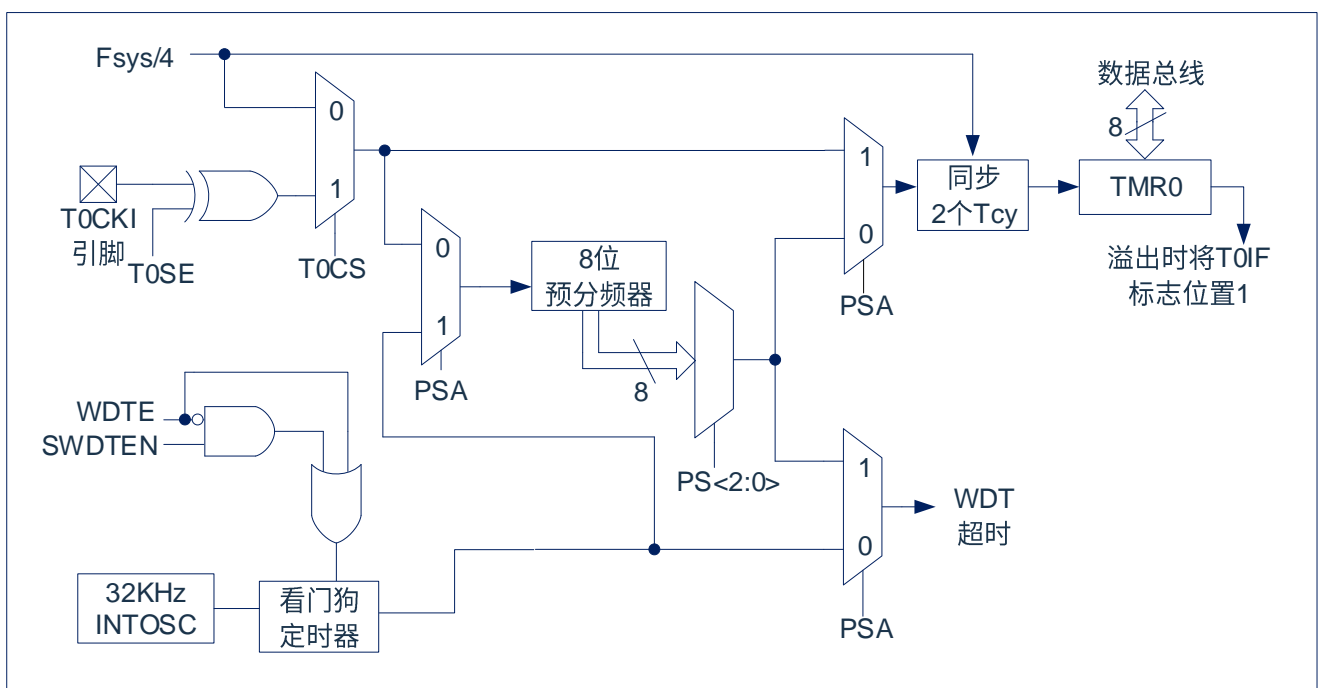 Fsys/4
数据总线
0
8
1
1
同步
2个Tcy
TMR0
T0CKI
引脚
T0SE
T0CS
0
8位
预分频器
0
溢出时将T0IF
标志位置1
PSA
1
PSA
8
WDTE
SWDTEN
PS<2:0>
1
WDT
超时
0
32KHz
INTOSC
看门狗
定时器
PSA